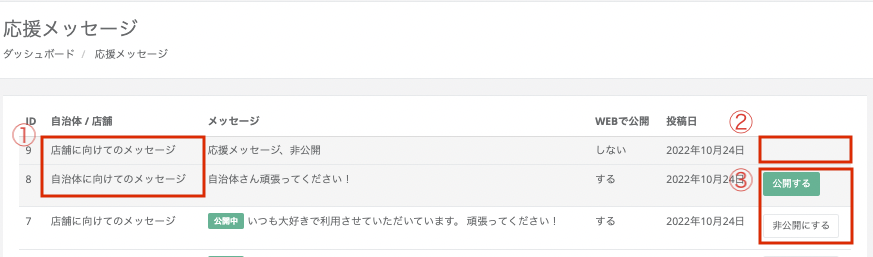 応援メッセージ
ダッシュボード / 応援メッセージ
ID 自治体 / 店舗 メッセージ WEBで公開 投稿日 ②
①
9 店舗に向けてのメッセージ 応援メッセージ、非公開 しない 2022年10月24日
8 自治体に向けてのメッセージ 自治体さん頑張ってください！ する 2022年10月24日 ③ 公開する
7 店舗に向けてのメッセージ 公開中 いつも大好きで利用させていただいています。 頑張ってください！ する 2022年10月24日 非公開にする